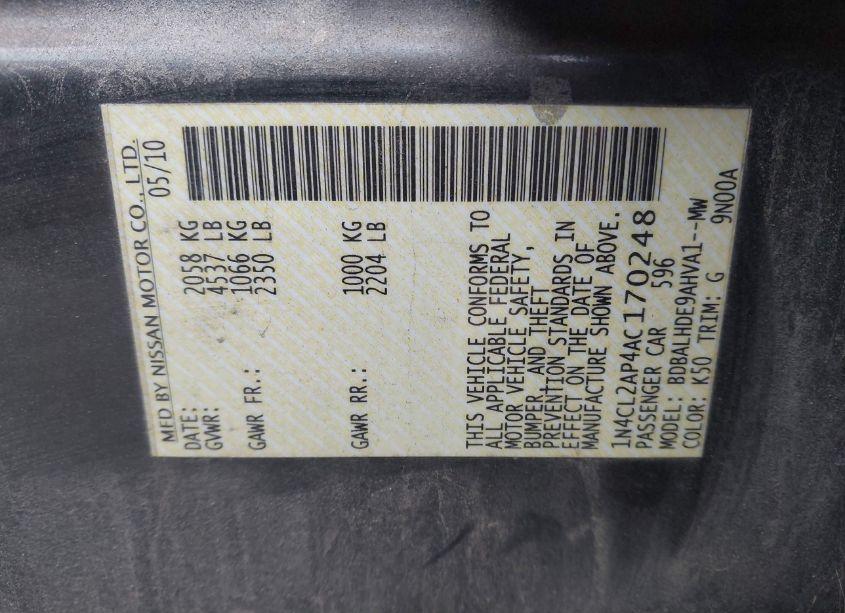 MFD BY NISSAN MOTOR CO., LTD.
DATE: 05/10
GVWR: 2058 KG
4537 LB
GAWR FR.: 1066 KG
2350 LB
GAWR RR.: 1000 KG
2204 LB
THIS VEHICLE CONFORMS TO
ALL APPLICABLE FEDERAL
MOTOR VEHICLE SAFETY,
BUMPER, AND THEFT
PREVENTION STANDARDS IN
EFFECT ON THE DATE OF
MANUFACTURE SHOWN ABOVE.
1N4CL2AP4AC170248
PASSENGER CAR 596
MODEL: BDBALHDE9AHVA1--MW
COLOR: K50 TRIM: G 9N00A